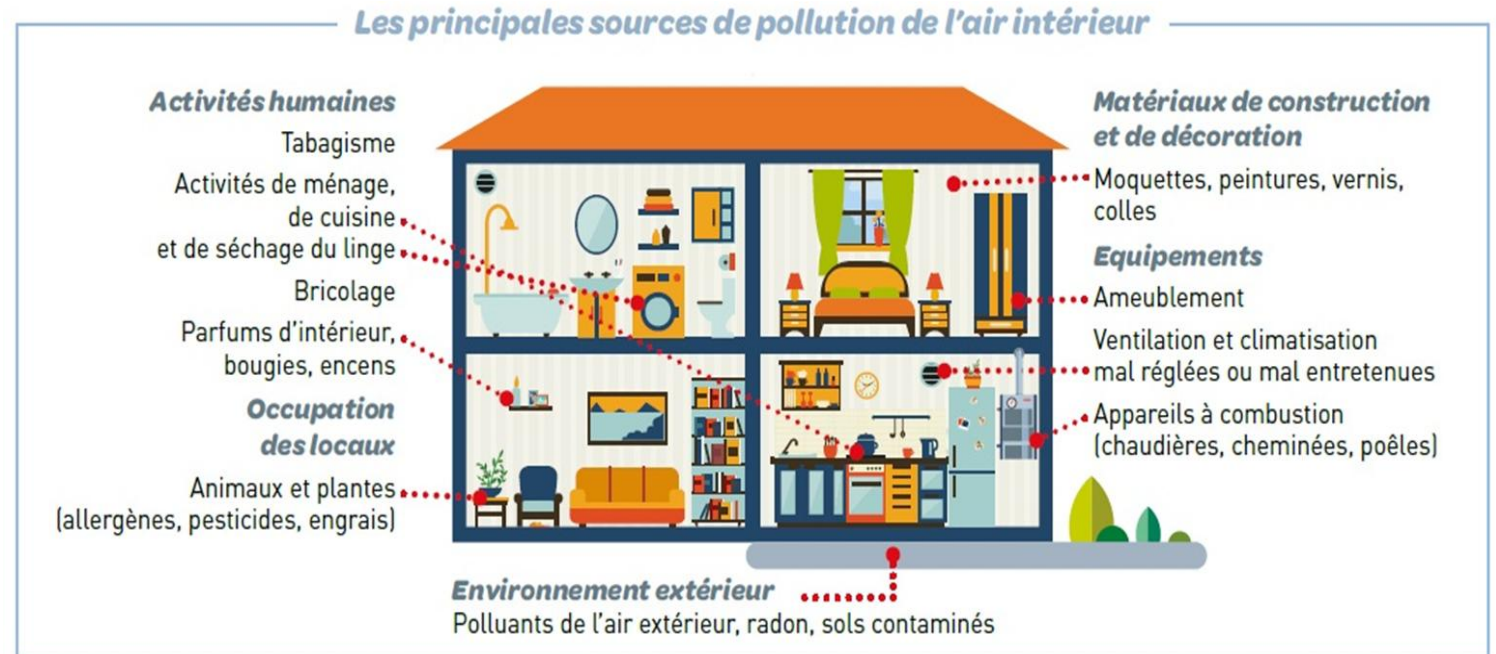 Les principales sources de pollution de l'air intérieur
Activités humaines
Tabagisme
Activités de ménage,
de cuisine
et de séchage du linge
Bricolage
Parfums d'intérieur,
bougies, encens
Occupation
des locaux
Animaux et plantes
(allergènes, pesticides, engrais)
Matériaux de construction
et de décoration
Moquettes, peintures, vernis,
colles
Equipements
Ameublement
Ventilation et climatisation
mal réglées ou mal entretenues
Appareils à combustion
(chaudières, cheminées, poêles)
Environnement extérieur
Polluants de l'air extérieur, radon, sols contaminés